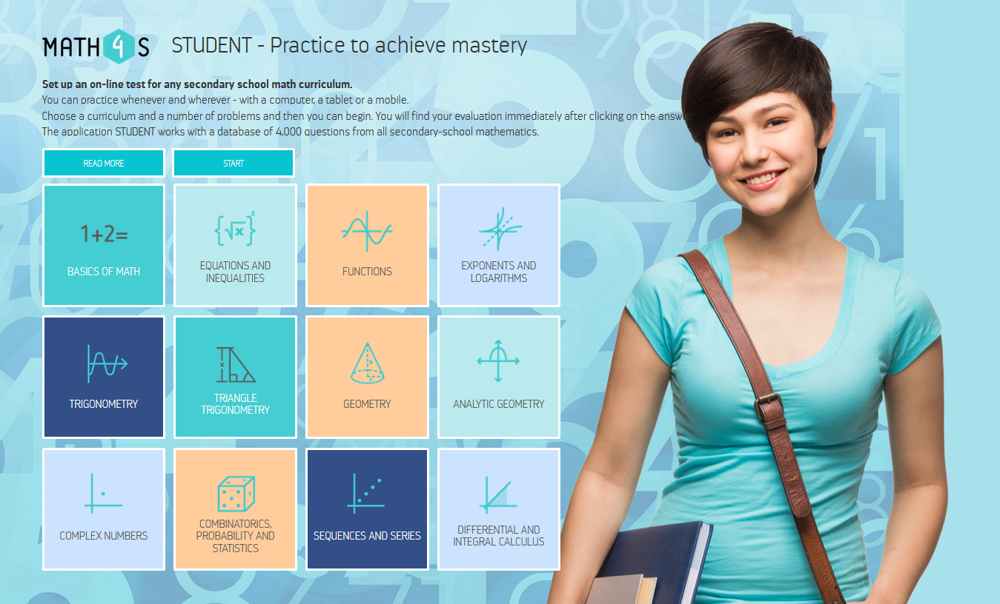 MATH 4 S
STUDENT - Practice to achieve mastery
Set up an on-line test for any secondary school math curriculum.
You can practice whenever and wherever - with a computer, a tablet or a mobile.
Choose a curriculum and a number of problems and then you can begin. You will find your evaluation immediately after clicking on the
The application STUDENT works with a database of 4,000 questions from all secondary-school mathematics.
READ MORE
START
1+2=
BASICS OF MATH
{√x}²
EQUATIONS AND
INEQUALITIES
FUNCTIONS
EXPONENTS AND
LOGARITHMS
TRIGONOMETRY
x
TRIANGLE
TRIGONOMETRY
h
GEOMETRY
ANALYTIC GEOMETRY
COMPLEX NUMBERS
COMBINATORICS,
PROBABILITY AND
STATISTICS
SEQUENCES AND SERIES
DIFFERENTIAL AND
INTEGRAL CALCULUS